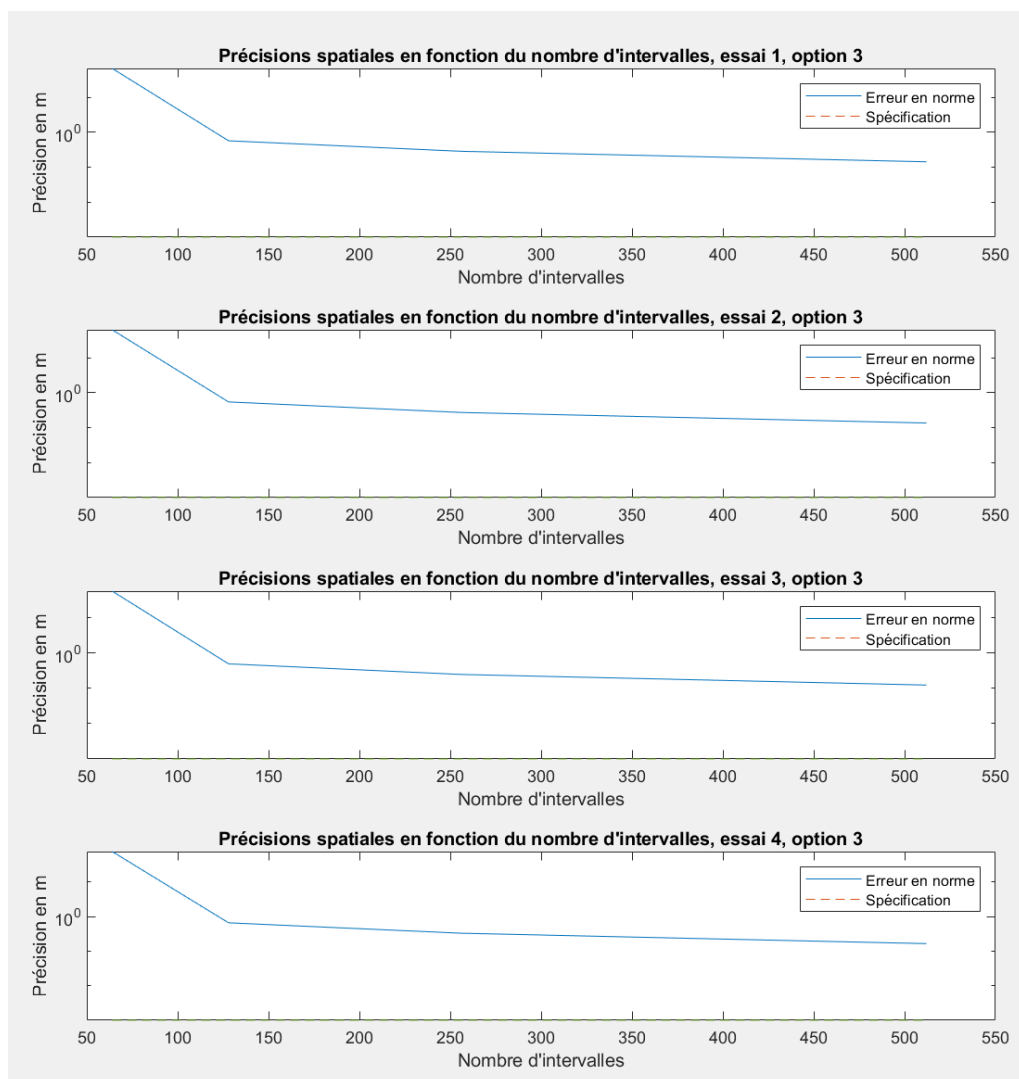 Précisions spatiales en fonction du nombre d'intervalles, essai 1, option 3
Précision en m
10^0
Erreur en norme
Spécification
50 100 150 200 250 300 350 400 450 500 550
Nombre d'intervalles
Précisions spatiales en fonction du nombre d'intervalles, essai 2, option 3
Précision en m
10^0
Erreur en norme
Spécification
50 100 150 200 250 300 350 400 450 500 550
Nombre d'intervalles
Précisions spatiales en fonction du nombre d'intervalles, essai 3, option 3
Précision en m
10^0
Erreur en norme
Spécification
50 100 150 200 250 300 350 400 450 500 550
Nombre d'intervalles
Précisions spatiales en fonction du nombre d'intervalles, essai 4, option 3
Précision en m
10^0
Erreur en norme
Spécification
50 100 150 200 250 300 350 400 450 500 550
Nombre d'intervalles